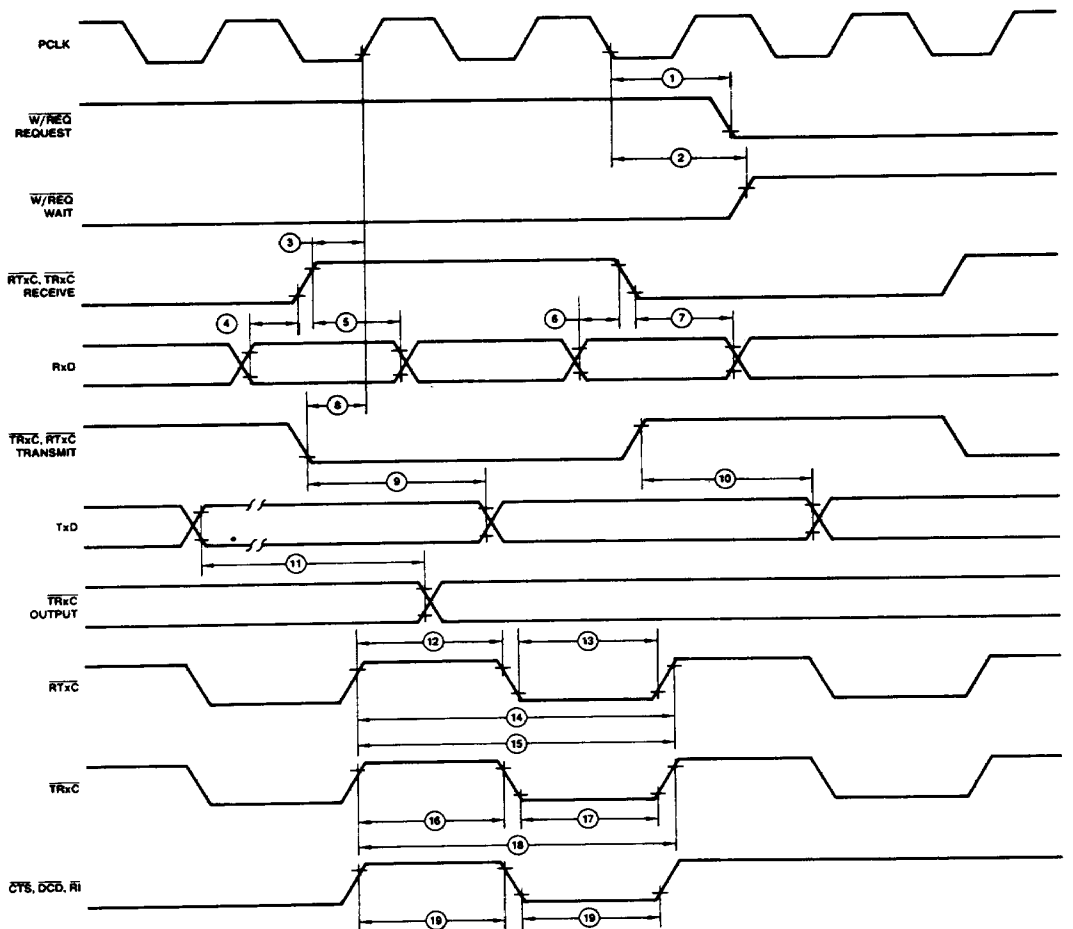 PCLK
1
W/REQ
REQUEST
2
W/REQ
WAIT
3
RTxC, TRxC
RECEIVE
4
5
6
7
RxD
8
TRxC, RTxC
TRANSMIT
9
10
TxD
11
TRxC
OUTPUT
12
13
RTxC
14
15
TRxC
16
17
18
CTS, DCD, RI
19
19